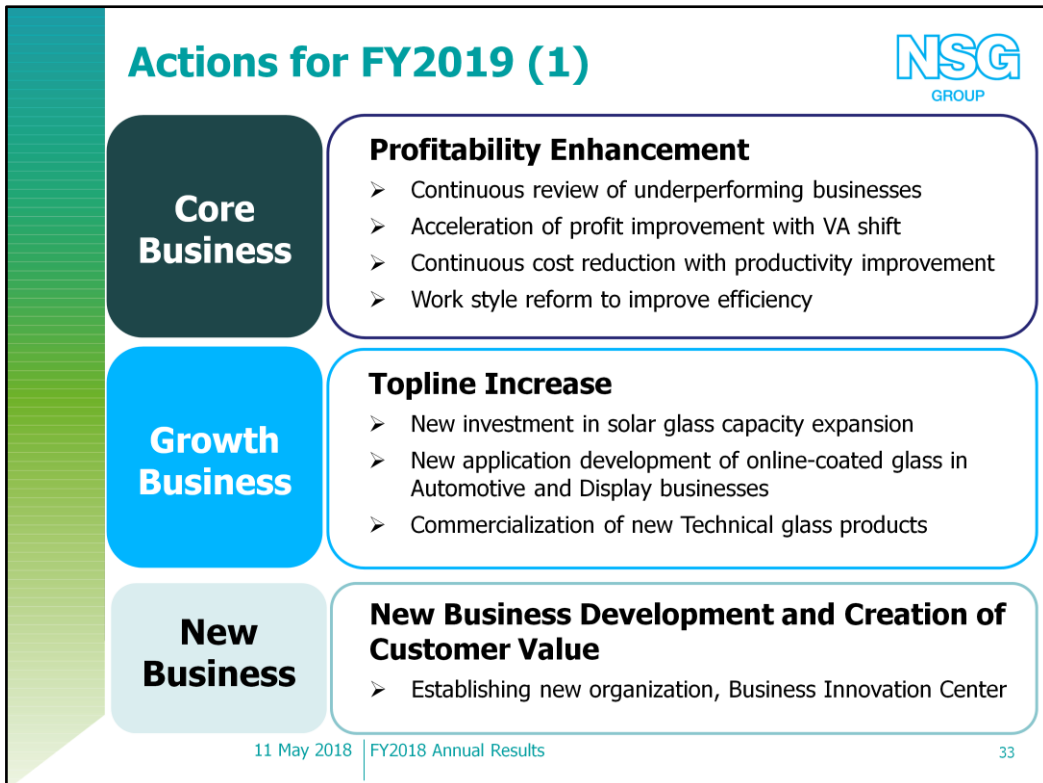 Actions for FY2019 (1)
NSG
GROUP
Core
Business
Profitability Enhancement
➢ Continuous review of underperforming businesses
➢ Acceleration of profit improvement with VA shift
➢ Continuous cost reduction with productivity improvement
➢ Work style reform to improve efficiency
Growth
Business
Topline Increase
➢ New investment in solar glass capacity expansion
➢ New application development of online-coated glass in
Automotive and Display businesses
➢ Commercialization of new Technical glass products
New
Business
New Business Development and Creation of
Customer Value
➢ Establishing new organization, Business Innovation Center
11 May 2018 FY2018 Annual Results
33